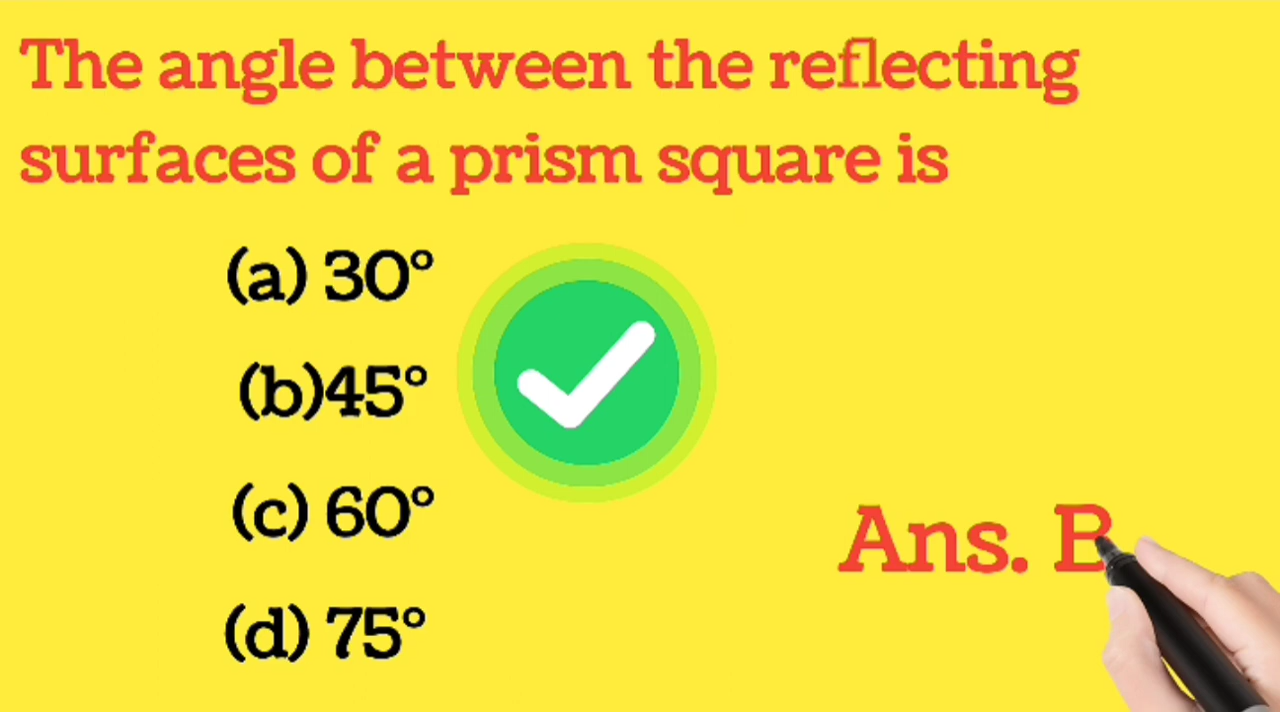 The angle between the reflecting
surfaces of a prism square is
(a) 30°
(b)45°
(c) 60°
(d) 75°
Ans. B